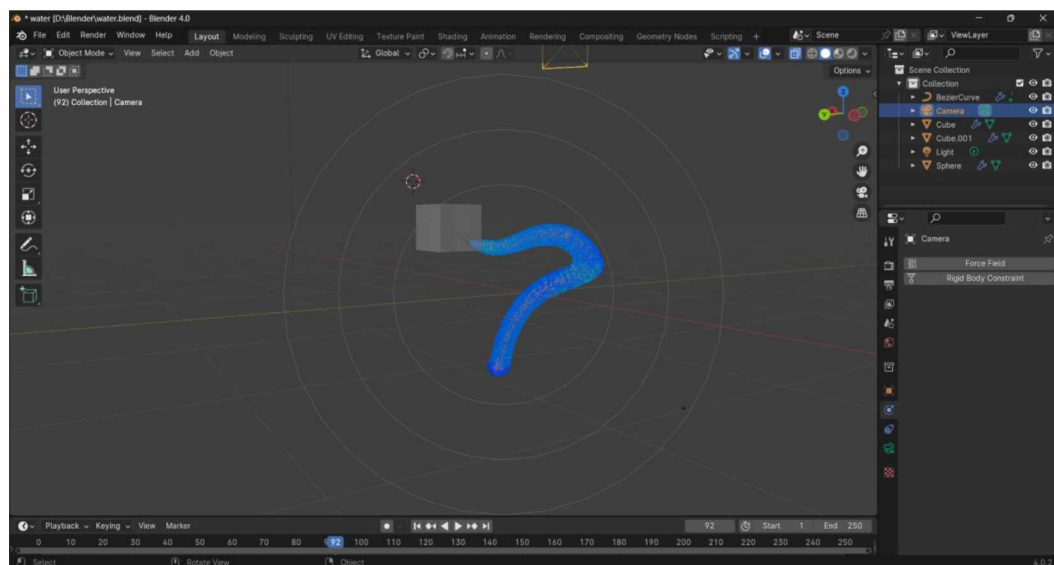 * water [D:\Blender\water.blend] - Blender 4.0
File Edit Render Window Help Layout Modeling Sculpting UV Editing Texture Paint Shading Animation Rendering Compositing Geometry Nodes Scripting + Scene ViewLayer
Object Mode View Select Add Object Global
Options
User Perspective
(92) Collection | Camera
Z
Y
Scene Collection
Collection
BezierCurve
Camera
Cube
Cube.001
Light
Sphere
Camera
Force Field
Rigid Body Constraint
Playback Keying View Marker 92 Start 1 End 250
0 10 20 30 40 50 60 70 80 92 100 110 120 130 140 150 160 170 180 190 200 210 220 230 240 250
Select Rotate View Object 4.0.2